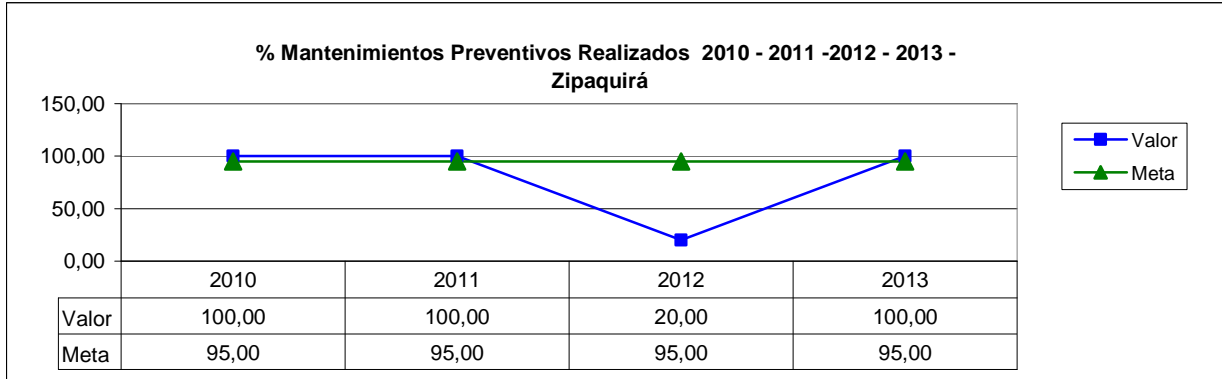 % Mantenimientos Preventivos Realizados 2010 - 2011 -2012 - 2013 -
Zipaquirá
150,00
100,00
50,00
0,00
Valor
Meta
2010 2011 2012 2013
Valor 100,00 100,00 20,00 100,00
Meta 95,00 95,00 95,00 95,00